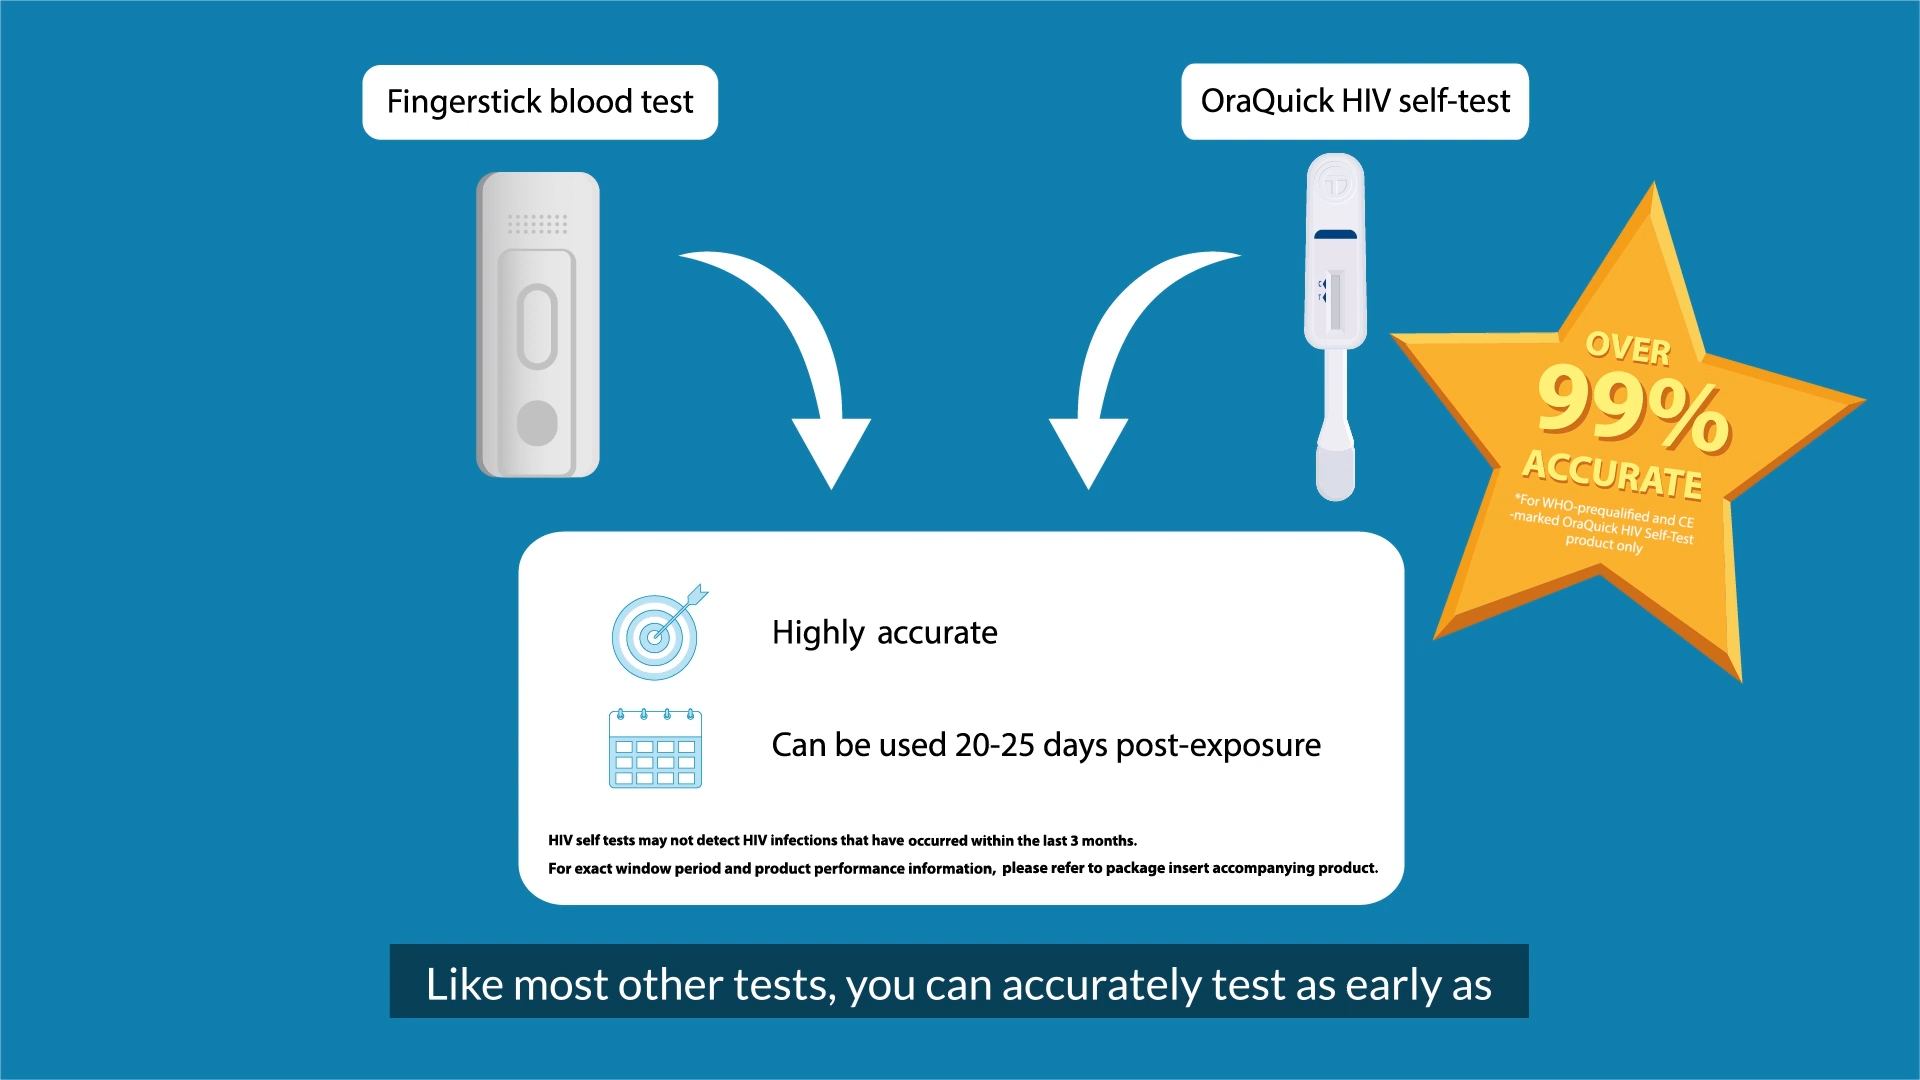 Fingerstick blood test
OraQuick HIV self-test
C
T
OVER
99%
ACCURATE
*For WHO-prequalified and CE
-marked OraQuick HIV Self-Test
product only
Highly accurate
Can be used 20-25 days post-exposure
HIV self tests may not detect HIV infections that have occurred within the last 3 months.
For exact window period and product performance information, please refer to package insert accompanying product.
Like most other tests, you can accurately test as early as